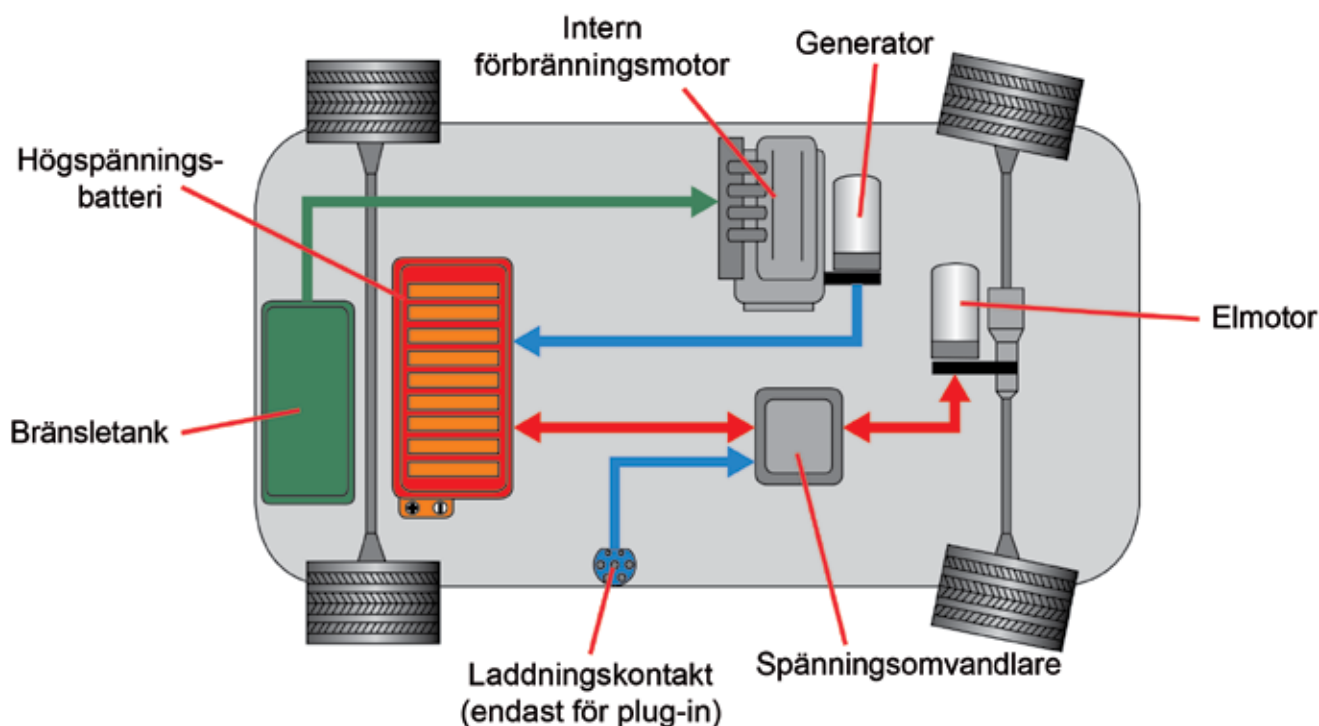 Intern
förbränningsmotor
Generator
Högspännings-
batteri
Elmotor
Bränsletank
Spänningsomvandlare
Laddningskontakt
(endast för plug-in)